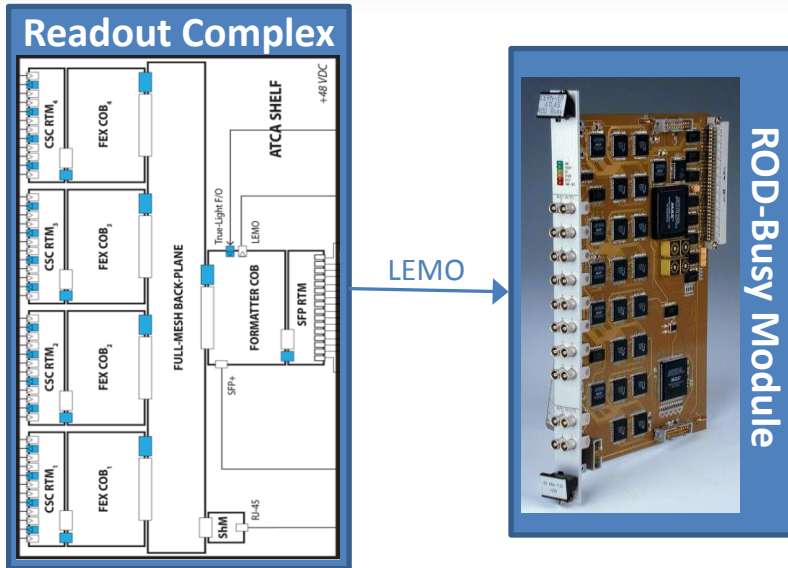 Readout Complex
CSC RTM4
FEX COB4
CSC RTM3
FEX COB3
CSC RTM2
FEX COB2
CSC RTM1
FEX COB1
FULL-MESH BACK-PLANE
ATCA SHELF
+48 VDC
True-Light F/O
LEMO
FORMATTER COB
SFP RTM
SFP+
ShM
RJ-45
LEMO
ROD-Busy Module